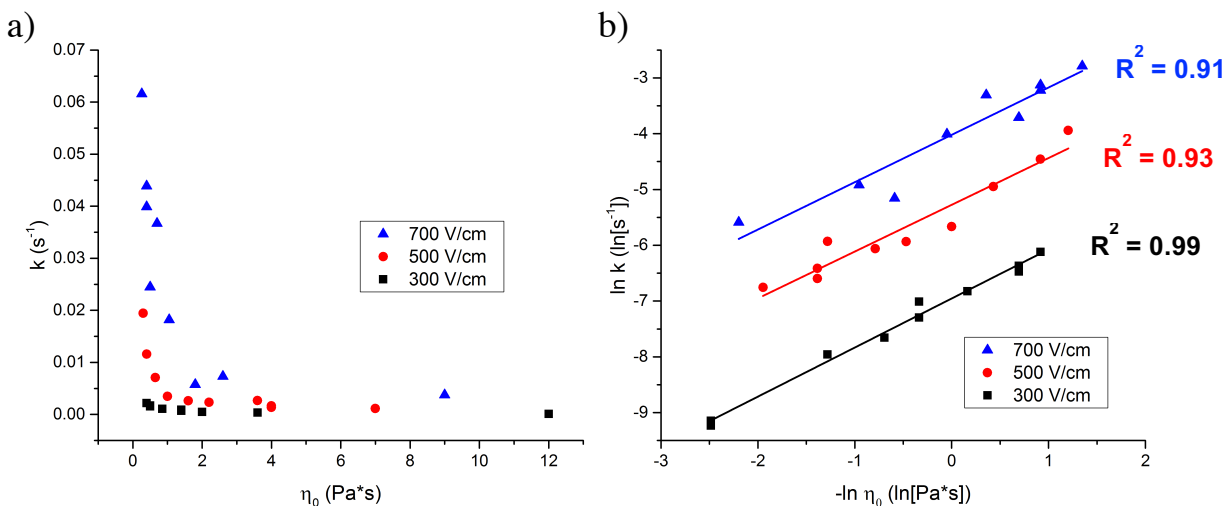 a)
0.07
0.06
0.05
0.04
0.03
0.02
0.01
0.00
k (s⁻¹)
700 V/cm
500 V/cm
300 V/cm
0 2 4 6 8 10 12
η₀ (Pa*s)
b)
-3
-4
-5
-6
-7
-8
-9
ln k (ln[s⁻¹])
R² = 0.91
R² = 0.93
R² = 0.99
700 V/cm
500 V/cm
300 V/cm
-3 -2 -1 0 1 2
-ln η₀ (ln[Pa*s])